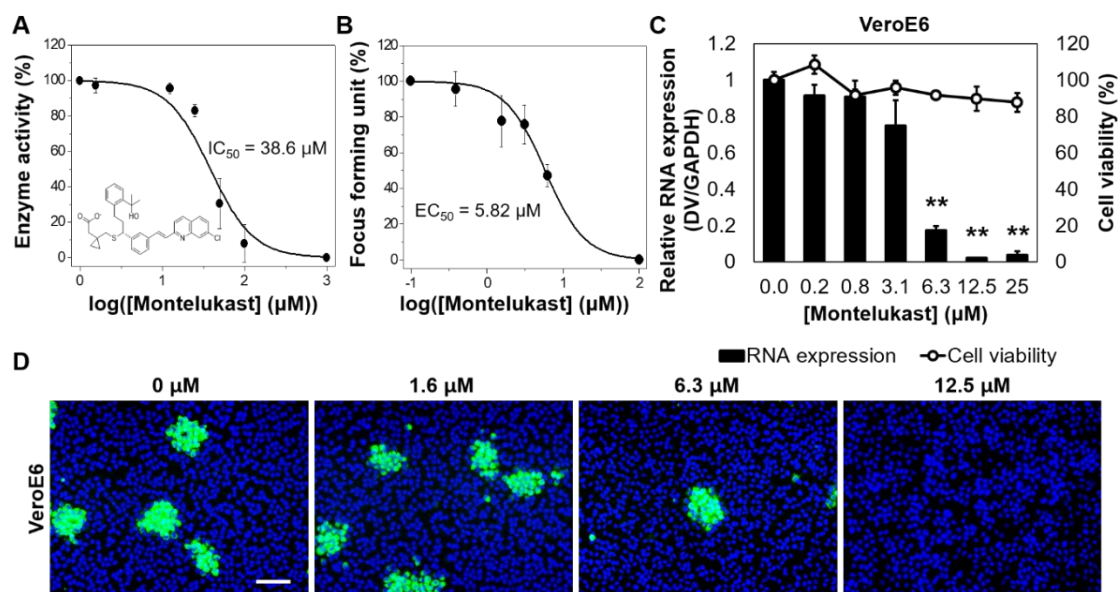 A
Enzyme activity (%)
120
100
80
60
40
20
0
IC50 = 38.6 µM
O
O-
HO
S
N
Cl
0
1
2
3
log([Montelukast] (µM))
B
Focus forming unit (%)
120
100
80
60
40
20
0
EC50 = 5.82 µM
-1
0
1
2
log([Montelukast] (µM))
C
VeroE6
Relative RNA expression
(DV/GAPDH)
1.2
1
0.8
0.6
0.4
0.2
0
120
100
80
60
40
20
0
Cell viability (%)
**
**
**
0.0 0.2 0.8 3.1 6.3 12.5 25
[Montelukast] (µM)
RNA expression Cell viability
D
0 µM 1.6 µM 6.3 µM 12.5 µM
VeroE6